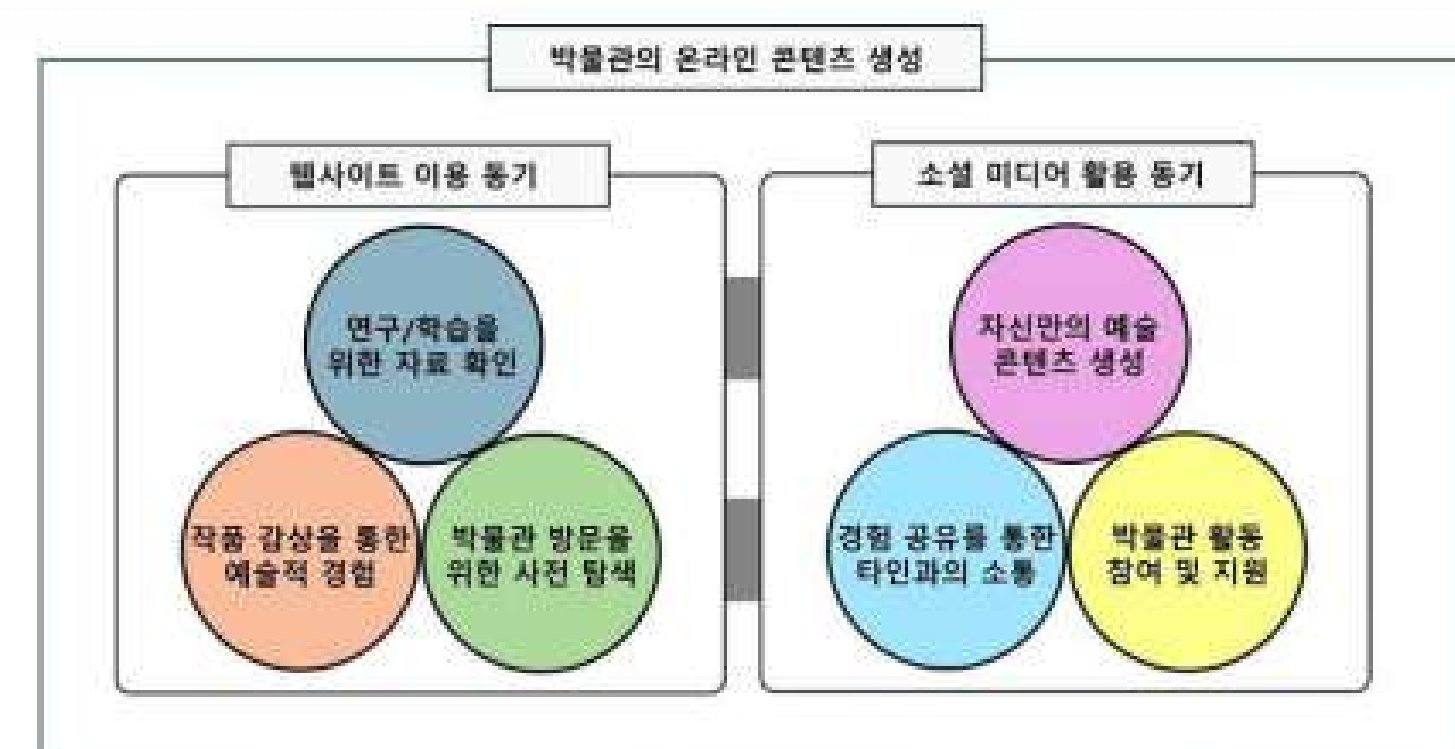 박물관의 온라인 콘텐츠 생성
웹사이트 이용 동기
연구/학습을
위한 자료 확인
작품 감상을 통한
예술적 경험
박물관 방문을
위한 사전 탐색
소셜 미디어 활용 동기
자신만의 예술
콘텐츠 생성
경험 공유를 통한
타인과의 소통
박물관 활동
참여 및 지원